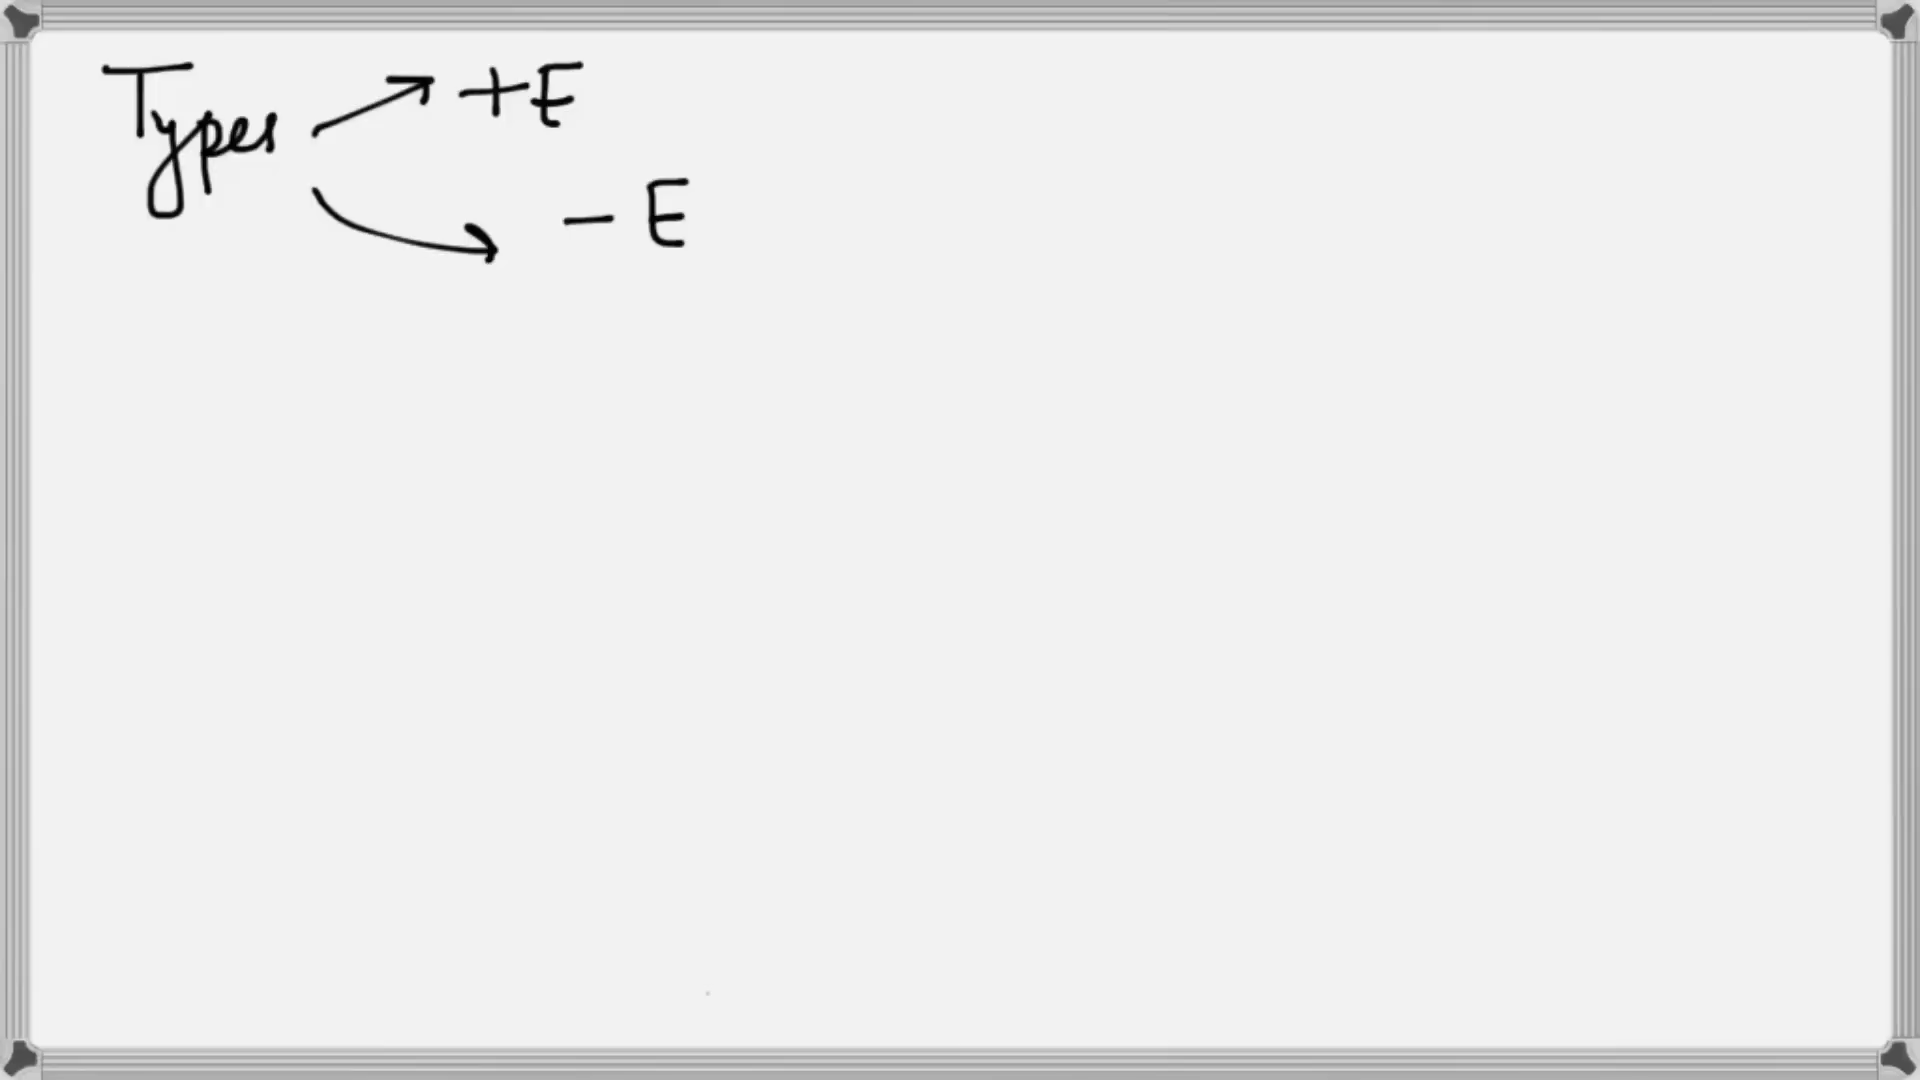 Types → +E
→ - E